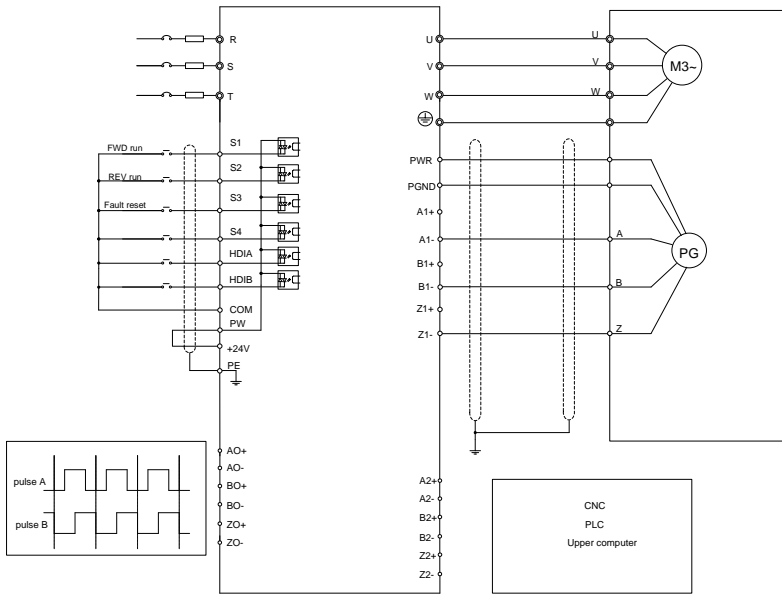 R
S
T
FWD run
REV run
Fault reset
S1
S2
S3
S4
HDIA
HDIB
COM
PW
+24V
PE
U
V
W
PWR
PGND
A1+
A1-
B1+
B1-
Z1+
Z1-
U
V
W
M3~
A
B
Z
PG
pulse A
pulse B
AO+
AO-
BO+
BO-
ZO+
ZO-
A2+
A2-
B2+
B2-
Z2+
Z2-
CNC
PLC
Upper computer